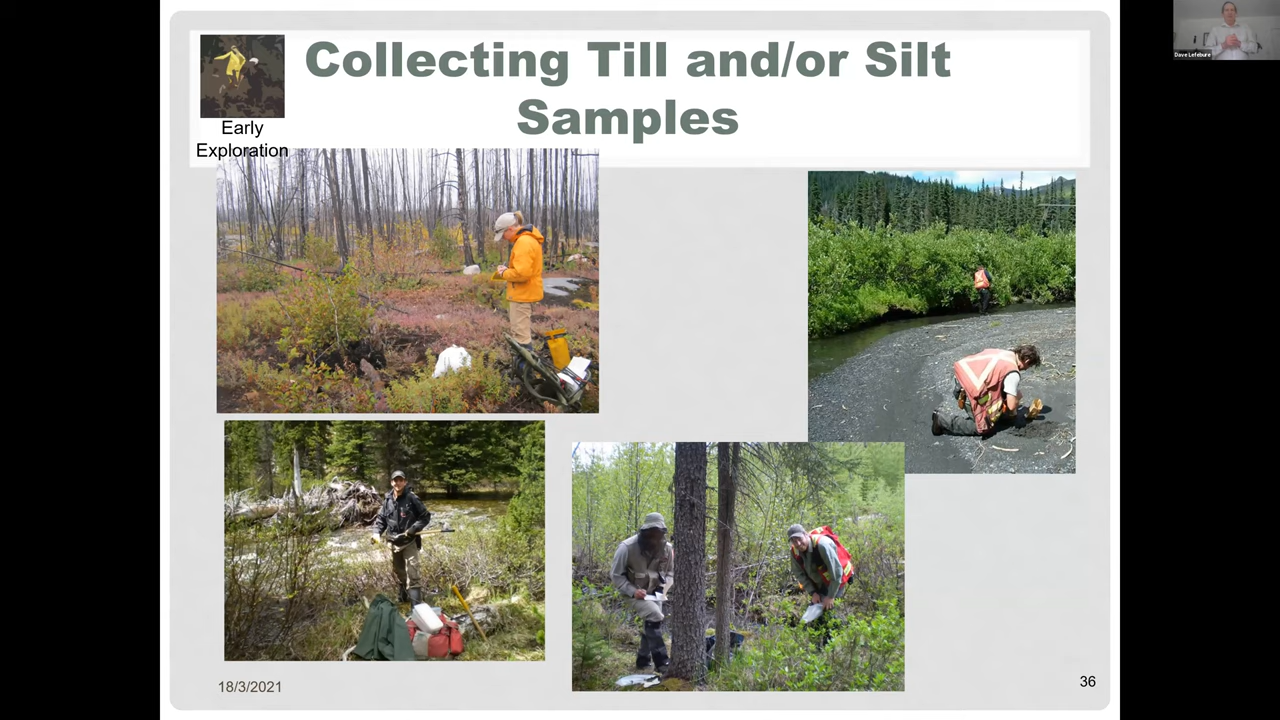 Collecting Till and/or Silt
Samples
Early
Exploration
Dave Lefebure
18/3/2021
36